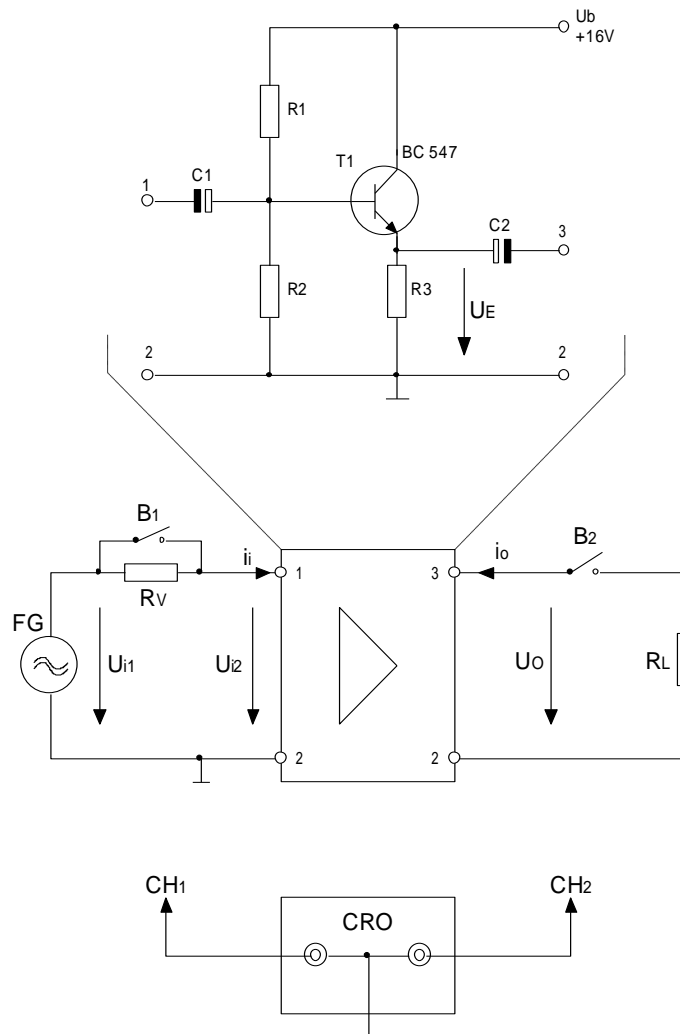 Ub
+16V
R1
BC 547
T1
C1
1
C2
3
R2
R3
UE
2
2
B1
ii
1
RV
FG
Ui1
Ui2
2
3
io
B2
UO
RL
2
CH1
CRO
CH2